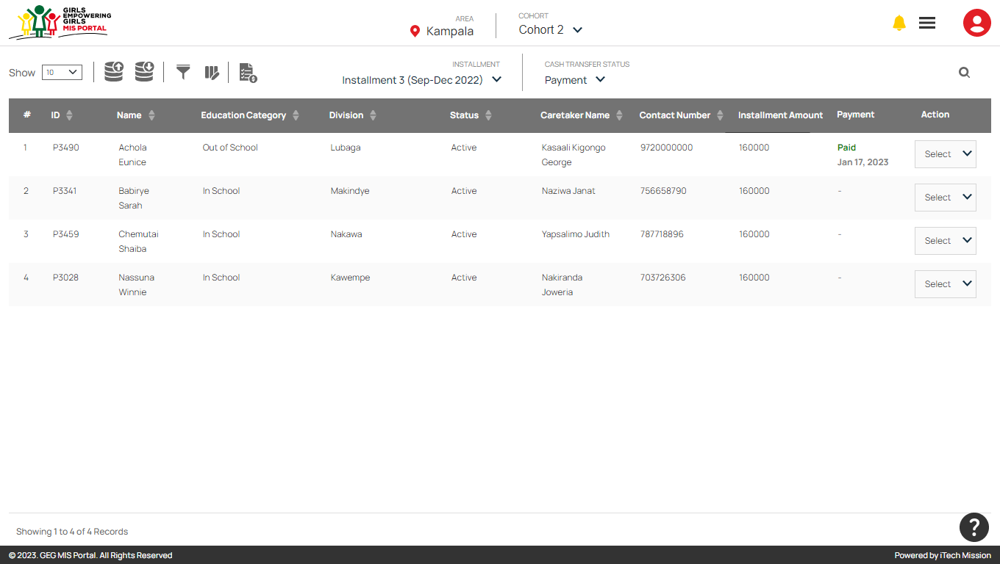 GIRLS
EMPOWERING
GIRLS
MIS PORTAL
AREA
Kampala
COHORT
Cohort 2
Show 10
INSTALLMENT
Installment 3 (Sep-Dec 2022)
CASH TRANSFER STATUS
Payment
# ID Name Education Category Division Status Caretaker Name Contact Number Installment Amount Payment Action
1 P3490 Achola Out of School Lubaga Active Kasaali Kigongo 9720000000 160000 Paid Select
Eunice George Jan 17, 2023
2 P3341 Babirye In School Makindye Active Naziwa Janat 756658790 160000 - Select
Sarah
3 P3459 Chemutai In School Nakawa Active Yapsalimo Judith 787718896 160000 - Select
Shaiba
4 P3028 Nassuna In School Kawempe Active Nakiranda 703726306 160000 - Select
Winnie Joweria
Showing 1 to 4 of 4 Records
?
© 2023. GEG MIS Portal. All Rights Reserved Powered by iTech Mission